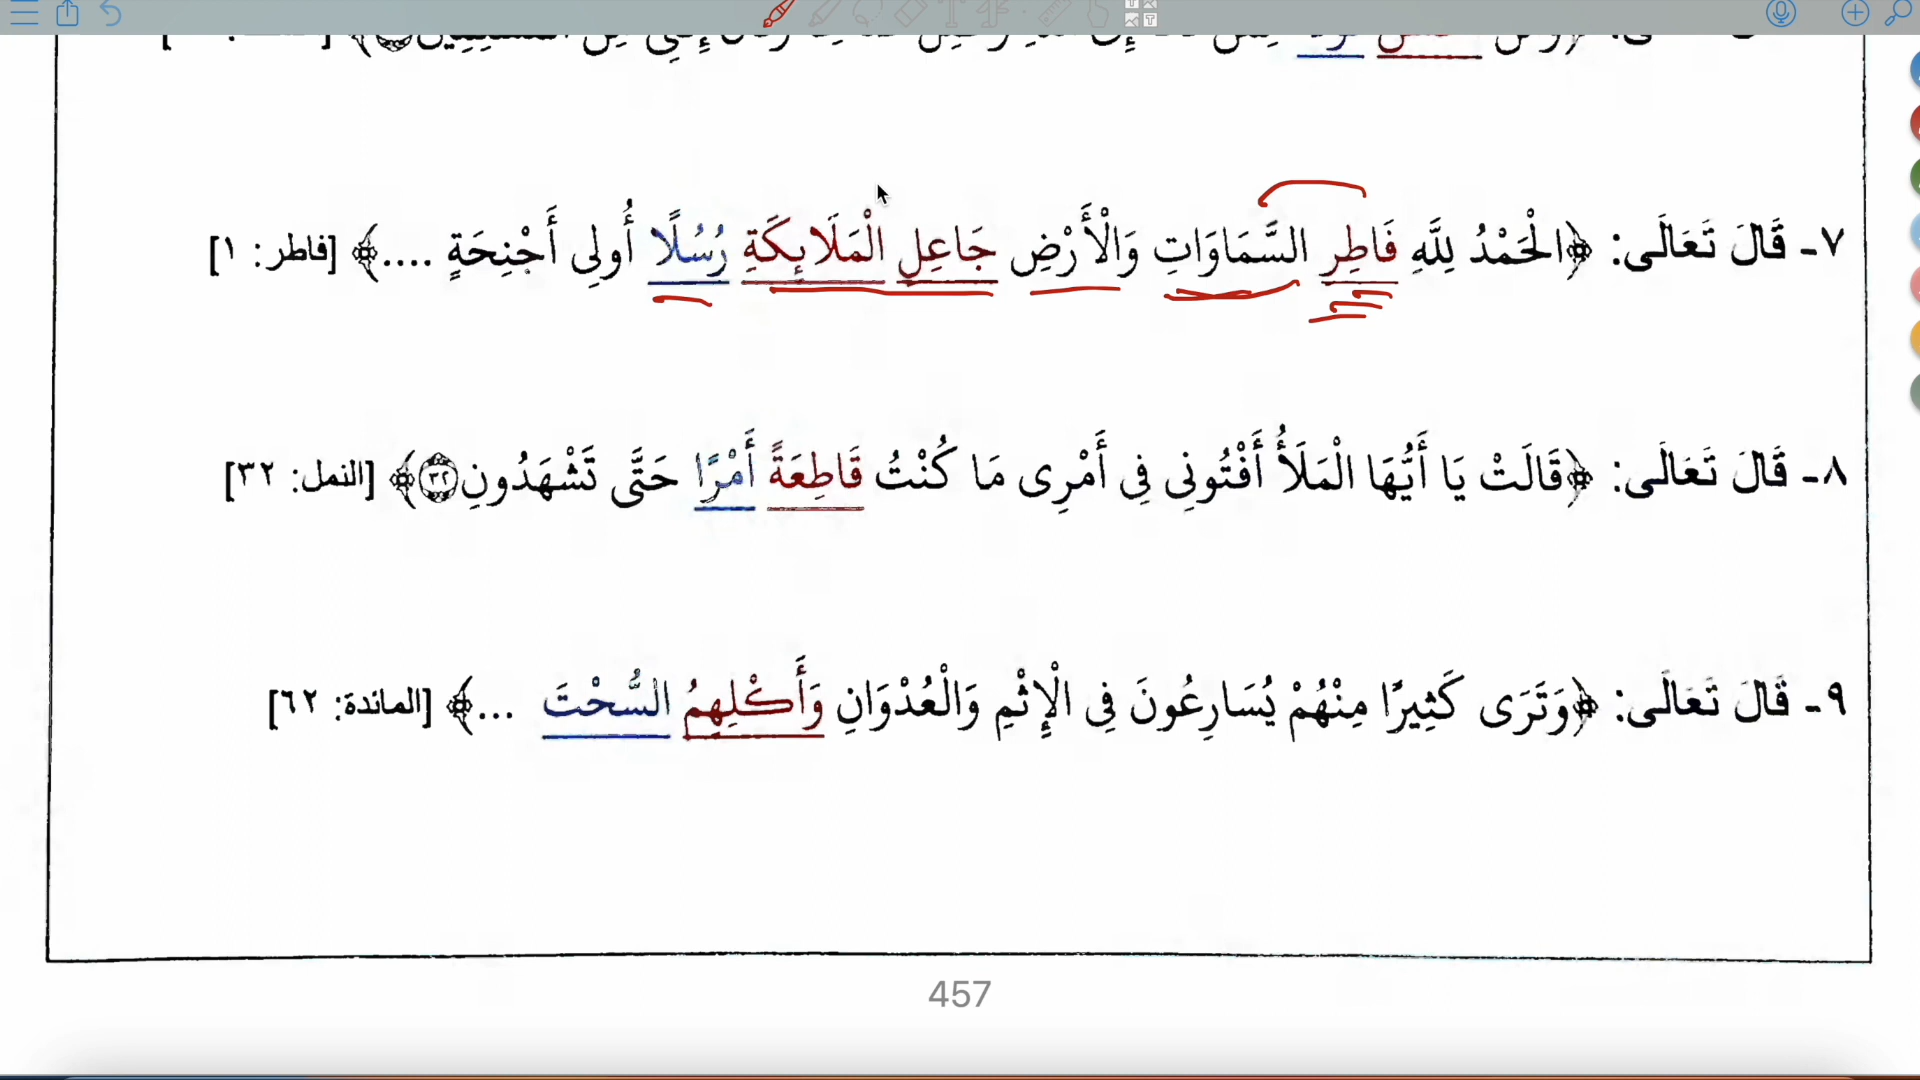 ٧- قَالَ تَعَالَى: ﴿الْحَمْدُ لِلَّهِ فَاطِرِ السَّمَاوَاتِ وَالْأَرْضِ جَاعِلِ الْمَلَائِكَةِ رُسُلًا أُولِى أَجْنِحَةٍ ....﴾ [فاطر: ١]
٨- قَالَ تَعَالَى: ﴿قَالَتْ يَا أَيُّهَا الْمَلَأُ أَفْتُونِى فِى أَمْرِى مَا كُنْتُ قَاطِعَةً أَمْرًا حَتَّى تَشْهَدُونِ ٣٢﴾ [النمل: ٣٢]
٩- قَالَ تَعَالَى: ﴿وَتَرَى كَثِيرًا مِنْهُمْ يُسَارِعُونَ فِى الْإِثْمِ وَالْعُدْوَانِ وَأَكْلِهِمُ السُّحْتَ ...﴾ [المائدة: ٦٢]
457